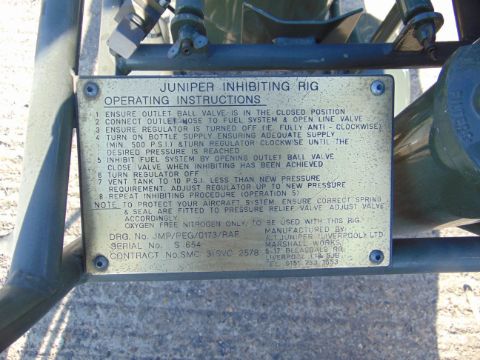 JUNIPER INHIBITING RIG
OPERATING INSTRUCTIONS
1 ENSURE OUTLET BALL VALVE IS IN THE CLOSED POSITION
2 CONNECT OUTLET HOSE TO FUEL SYSTEM & OPEN LINE VALVE
3 ENSURE REGULATOR IS TURNED OFF (IE. FULLY ANTI - CLOCKWISE)
4 TURN ON BOTTLE SUPPLY. ENSURING ADEQUATE SUPPLY
(MIN. 500 P.S.I.) & TURN REGULATOR CLOCKWISE UNTIL THE
DESIRED PRESSURE IS REACHED
5 INHIBIT FUEL SYSTEM BY OPENING OUTLET BALL VALVE
CLOSE VALVE WHEN INHIBITING HAS BEEN ACHIEVED
6 TURN REGULATOR OFF
7 VENT TANK TO 10 P.S.I. LESS THAN NEW PRESSURE
REQUIREMENT. ADJUST REGULATOR UP TO NEW PRESSURE
8 REPEAT INHIBITING PROCEDURE (OPERATION 5)
NOTE TO PROTECT YOUR AIRCRAFT SYSTEM ENSURE CORRECT SPRING
& SEAL ARE FITTED TO PRESSURE RELIEF VALVE ADJUST VALVE
ACCORDINGLY
OXYGEN FREE NITROGEN ONLY, TO BE USED WITH THIS RIG.
DRG. No. JMP/PEG/0173/RAF
SERIAL No. S 654
CONTRACT No. SMC 31SVC 2578
MANUFACTURED BY:
JUNIPER (LIVERPOOL) LTD.
MARSHALL WORKS,
LIVERPOOL